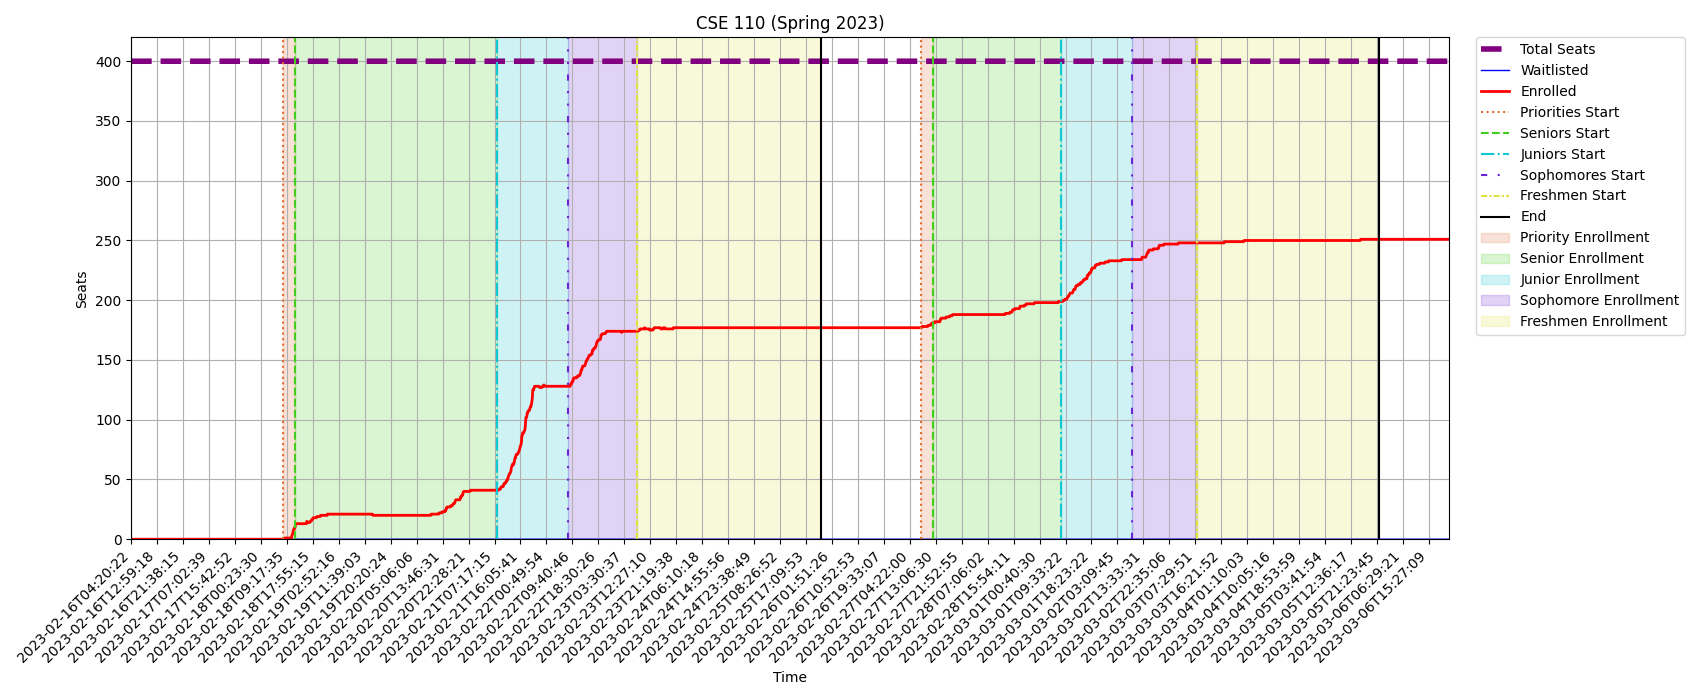 CSE 110 (Spring 2023)
Seats
400
350
300
250
200
150
100
50
0
2023-02-16T04:20:22
2023-02-16T12:59:18
2023-02-16T21:38:15
2023-02-17T07:02:39
2023-02-17T15:42:52
2023-02-18T00:23:30
2023-02-18T09:17:35
2023-02-18T17:55:15
2023-02-19T02:52:16
2023-02-19T11:39:03
2023-02-19T20:20:24
2023-02-20T05:06:06
2023-02-20T13:46:31
2023-02-20T22:28:21
2023-02-21T07:17:15
2023-02-21T16:05:41
2023-02-22T00:49:54
2023-02-22T09:40:46
2023-02-22T18:30:26
2023-02-23T03:30:37
2023-02-23T12:27:10
2023-02-23T21:19:38
2023-02-24T06:10:18
2023-02-24T14:55:56
2023-02-24T23:38:49
2023-02-25T08:26:52
2023-02-25T17:09:53
2023-02-26T01:51:26
2023-02-26T10:52:53
2023-02-26T19:33:07
2023-02-27T04:22:00
2023-02-27T13:06:30
2023-02-27T21:52:55
2023-02-28T07:06:02
2023-02-28T15:54:11
2023-03-01T00:40:30
2023-03-01T09:33:22
2023-03-01T18:23:22
2023-03-02T03:09:45
2023-03-02T13:33:31
2023-03-02T22:35:06
2023-03-03T07:29:51
2023-03-03T16:21:52
2023-03-04T01:10:03
2023-03-04T10:05:16
2023-03-04T18:53:59
2023-03-05T03:41:54
2023-03-05T12:36:17
2023-03-05T21:23:45
2023-03-06T06:29:21
2023-03-06T15:27:09
Time
Total Seats
Waitlisted
Enrolled
Priorities Start
Seniors Start
Juniors Start
Sophomores Start
Freshmen Start
End
Priority Enrollment
Senior Enrollment
Junior Enrollment
Sophomore Enrollment
Freshmen Enrollment